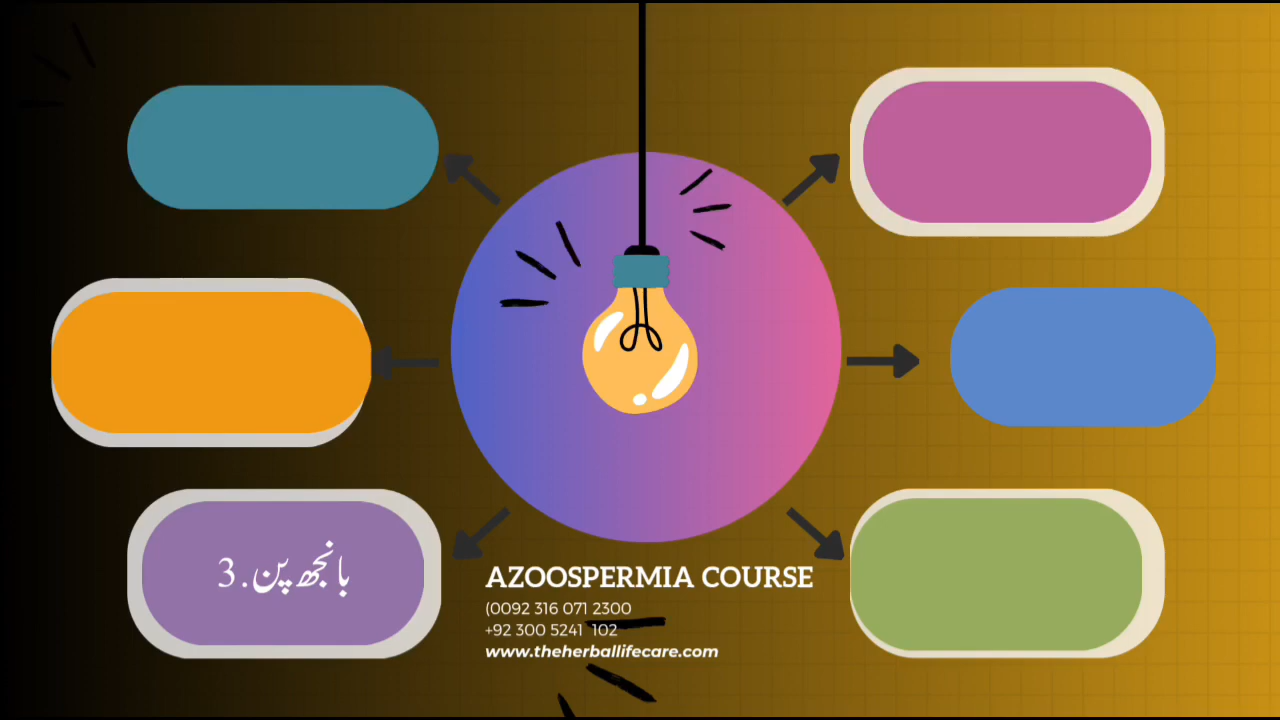 3. بانجھ پن
AZOOSPERMIA COURSE
(0092 316 071 2300
+92 300 5241 102
www.theherballifecare.com